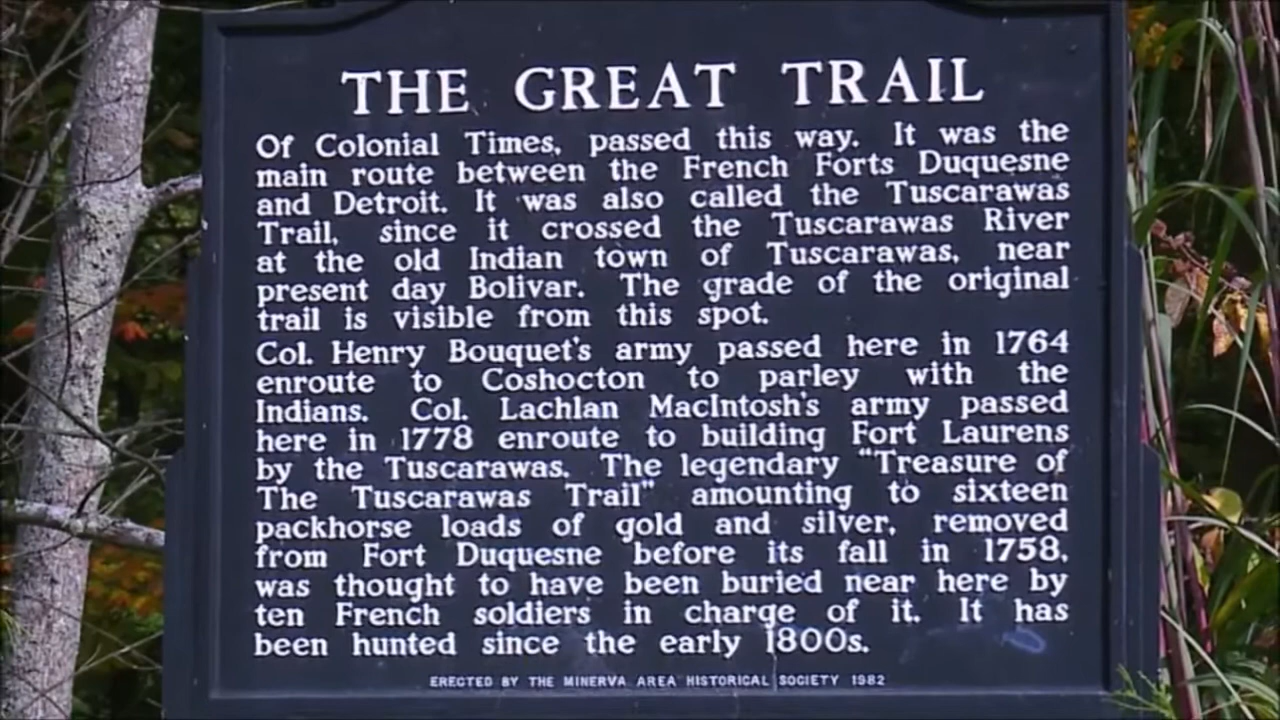 THE GREAT TRAIL
Of Colonial Times, passed this way. It was the
main route between the French Forts Duquesne
and Detroit. It was also called the Tuscarawas
Trail, since it crossed the Tuscarawas River
at the old Indian town of Tuscarawas, near
present day Bolivar. The grade of the original
trail is visible from this spot.
Col. Henry Bouquet's army passed here in 1764
enroute to Coshocton to parley with the
Indians. Col. Lachlan MacIntosh's army passed
here in 1778 enroute to building Fort Laurens
by the Tuscarawas. The legendary "Treasure of
The Tuscarawas Trail" amounting to sixteen
packhorse loads of gold and silver, removed
from Fort Duquesne before its fall in 1758,
was thought to have been buried near here by
ten French soldiers in charge of it. It has
been hunted since the early 1800s.
ERECTED BY THE MINERVA AREA HISTORICAL SOCIETY 1982